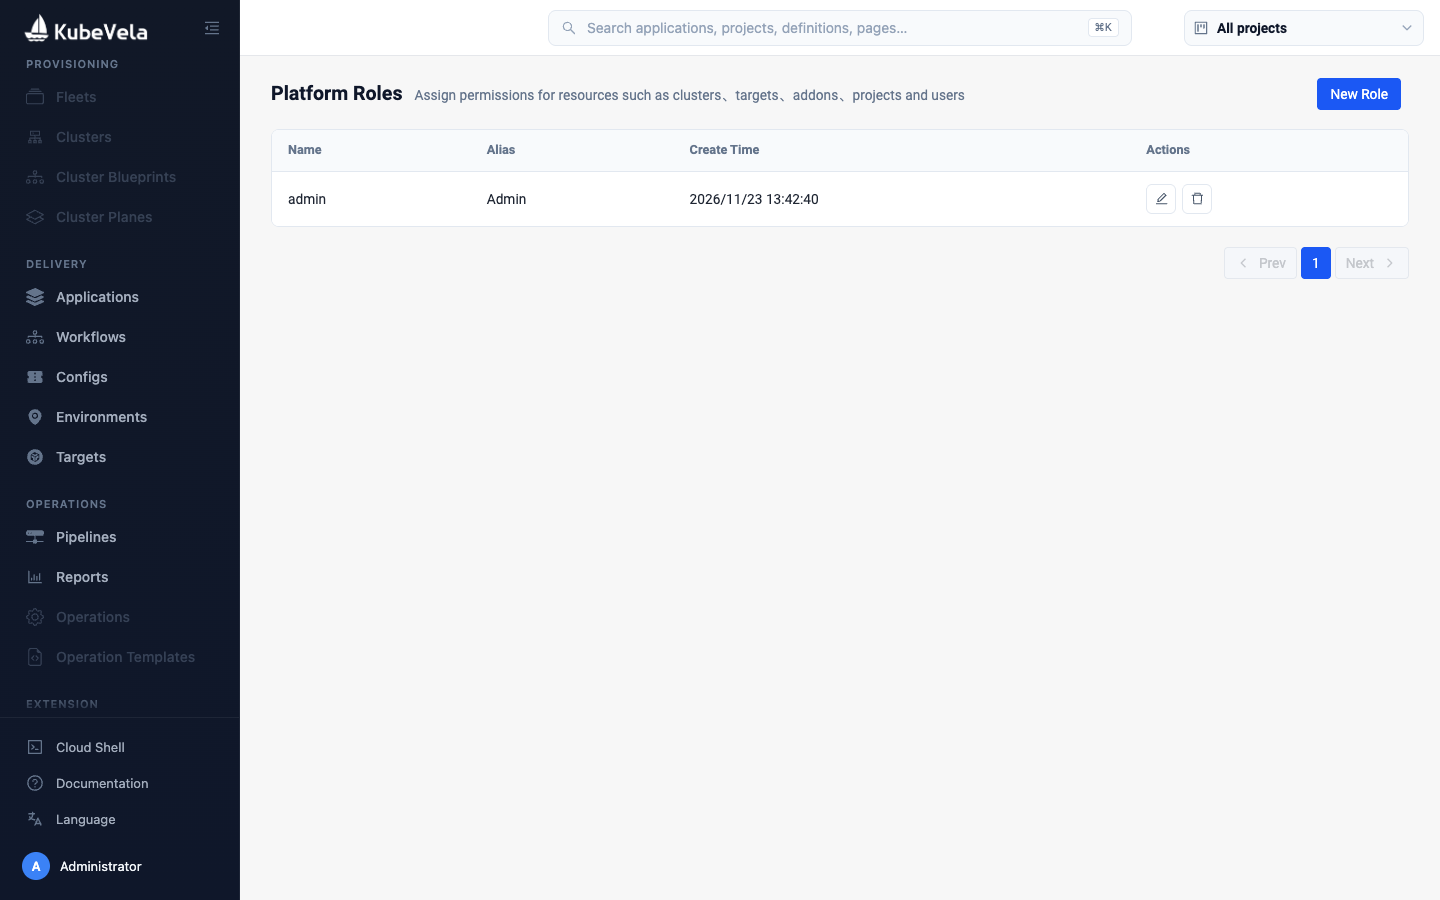 KubeVela
Search applications, projects, definitions, pages...
⌘K
All projects
PROVISIONING
Fleets
Clusters
Cluster Blueprints
Cluster Planes
DELIVERY
Applications
Workflows
Configs
Environments
Targets
OPERATIONS
Pipelines
Reports
Operations
Operation Templates
EXTENSION
Cloud Shell
Documentation
Language
A Administrator
Platform Roles Assign permissions for resources such as clusters、targets、addons、projects and users
New Role
Name Alias Create Time Actions
admin Admin 2026/11/23 13:42:40
Prev 1 Next